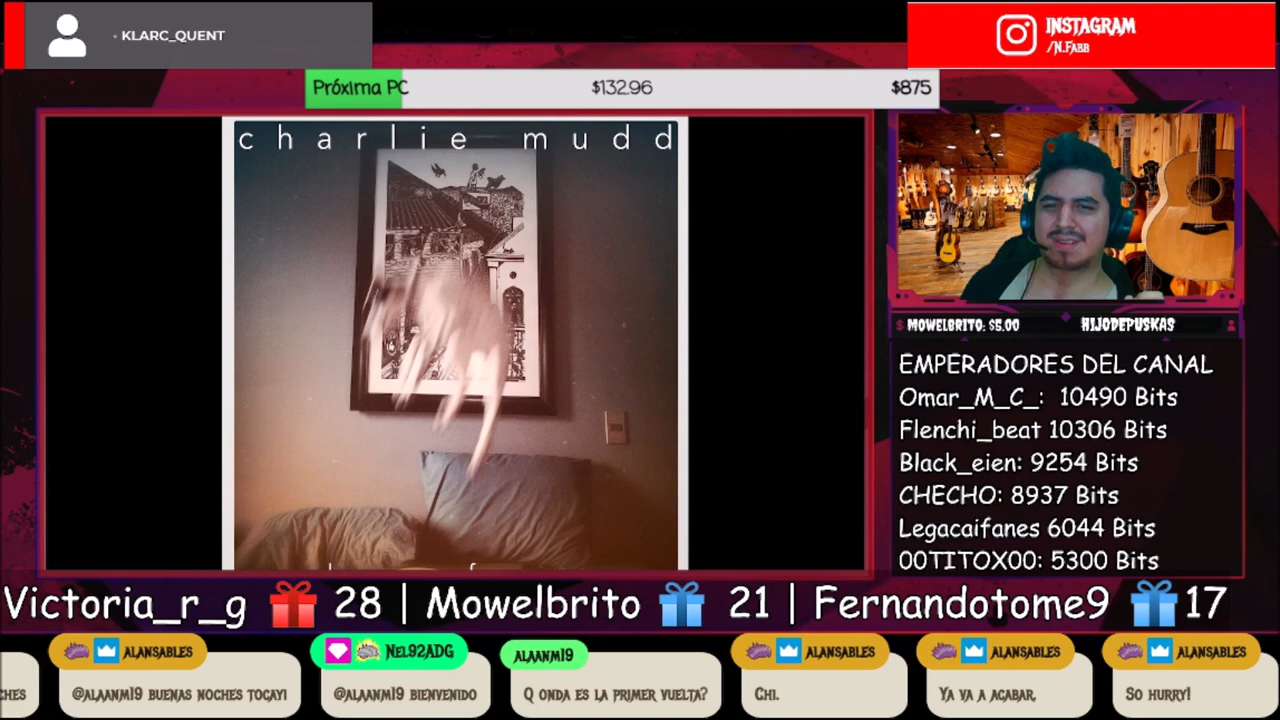 · KLARC_QUENT
INSTAGRAM
/N.FABB
Próxima PC
$132.96
$875
charlie mudd
$ MOWELBRITO: $5.00
HIJODEPUSKAS
EMPERADORES DEL CANAL
Omar_M_C_: 10490 Bits
Flenchi_beat 10306 Bits
Black_eien: 9254 Bits
CHECHO: 8937 Bits
Legacaifanes 6044 Bits
00TITOX00: 5300 Bits
Victoria_r_g 28 | Mowelbrito 21 | Fernandotome9 17
ALANSABLES
NEL92ADG
ALAANM19
ALANSABLES
ALANSABLES
ALANSABLES
CHES
@ALAANM19 BUENAS NOCHES TOCAYI
@ALAANM19 BIENVENIDO
Q ONDA ES LA PRIMER VUELTA?
CHI.
YA VA A ACABAR.
SO HURRY!